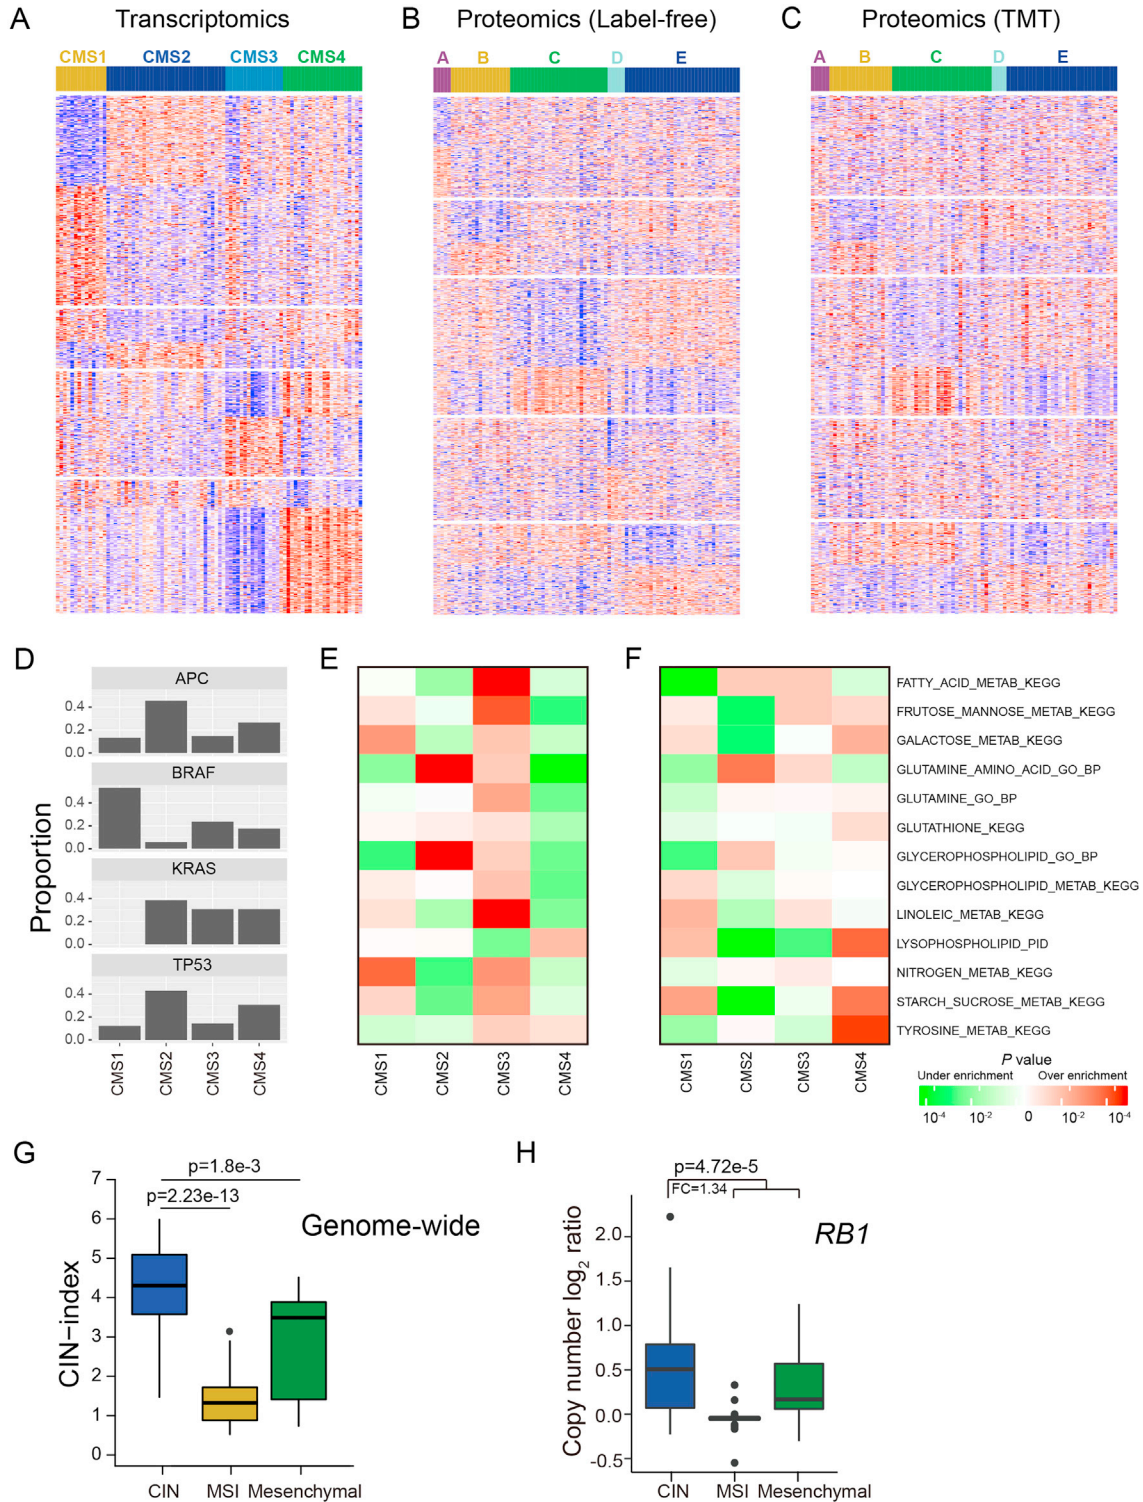 A Transcriptomics
CMS1 CMS2 CMS3 CMS4
B Proteomics (Label-free)
A B C D E
C Proteomics (TMT)
A B C D E
D
Proportion
APC
0.4
0.2
0.0
BRAF
0.4
0.2
0.0
KRAS
0.4
0.2
0.0
TP53
0.4
0.2
0.0
CMS1 CMS2 CMS3 CMS4
E
CMS1 CMS2 CMS3 CMS4
F
FATTY_ACID_METAB_KEGG
FRUTOSE_MANNOSE_METAB_KEGG
GALACTOSE_METAB_KEGG
GLUTAMINE_AMINO_ACID_GO_BP
GLUTAMINE_GO_BP
GLUTATHIONE_KEGG
GLYCEROPHOSPHOLIPID_GO_BP
GLYCEROPHOSPHOLIPID_METAB_KEGG
LINOLEIC_METAB_KEGG
LYSOPHOSPHOLIPID_PID
NITROGEN_METAB_KEGG
STARCH_SUCROSE_METAB_KEGG
TYROSINE_METAB_KEGG
CMS1 CMS2 CMS3 CMS4
P value
Under enrichment Over enrichment
10-4 10-2 0 10-2 10-4
G
p=1.8e-3
p=2.23e-13
Genome-wide
CIN-index
7
6
5
4
3
2
1
0
CIN MSI Mesenchymal
H
p=4.72e-5
FC=1.34
RB1
Copy number log2 ratio
2.0
1.5
1.0
0.5
0.0
-0.5
CIN MSI Mesenchymal